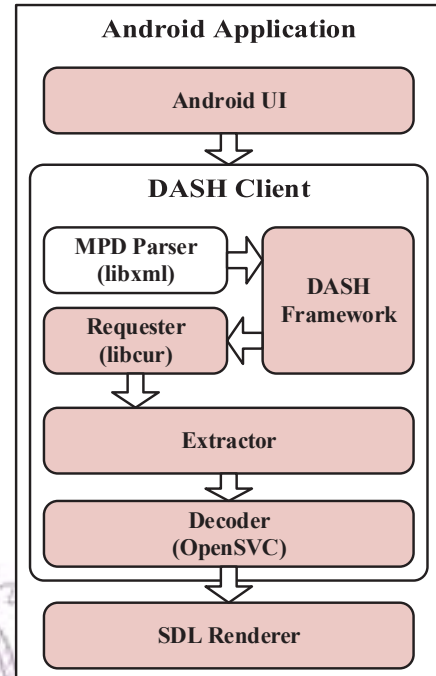 Android Application
Android UI
DASH Client
MPD Parser
(libxml)
DASH
Framework
Requester
(libcur)
Extractor
Decoder
(OpenSVC)
SDL Renderer